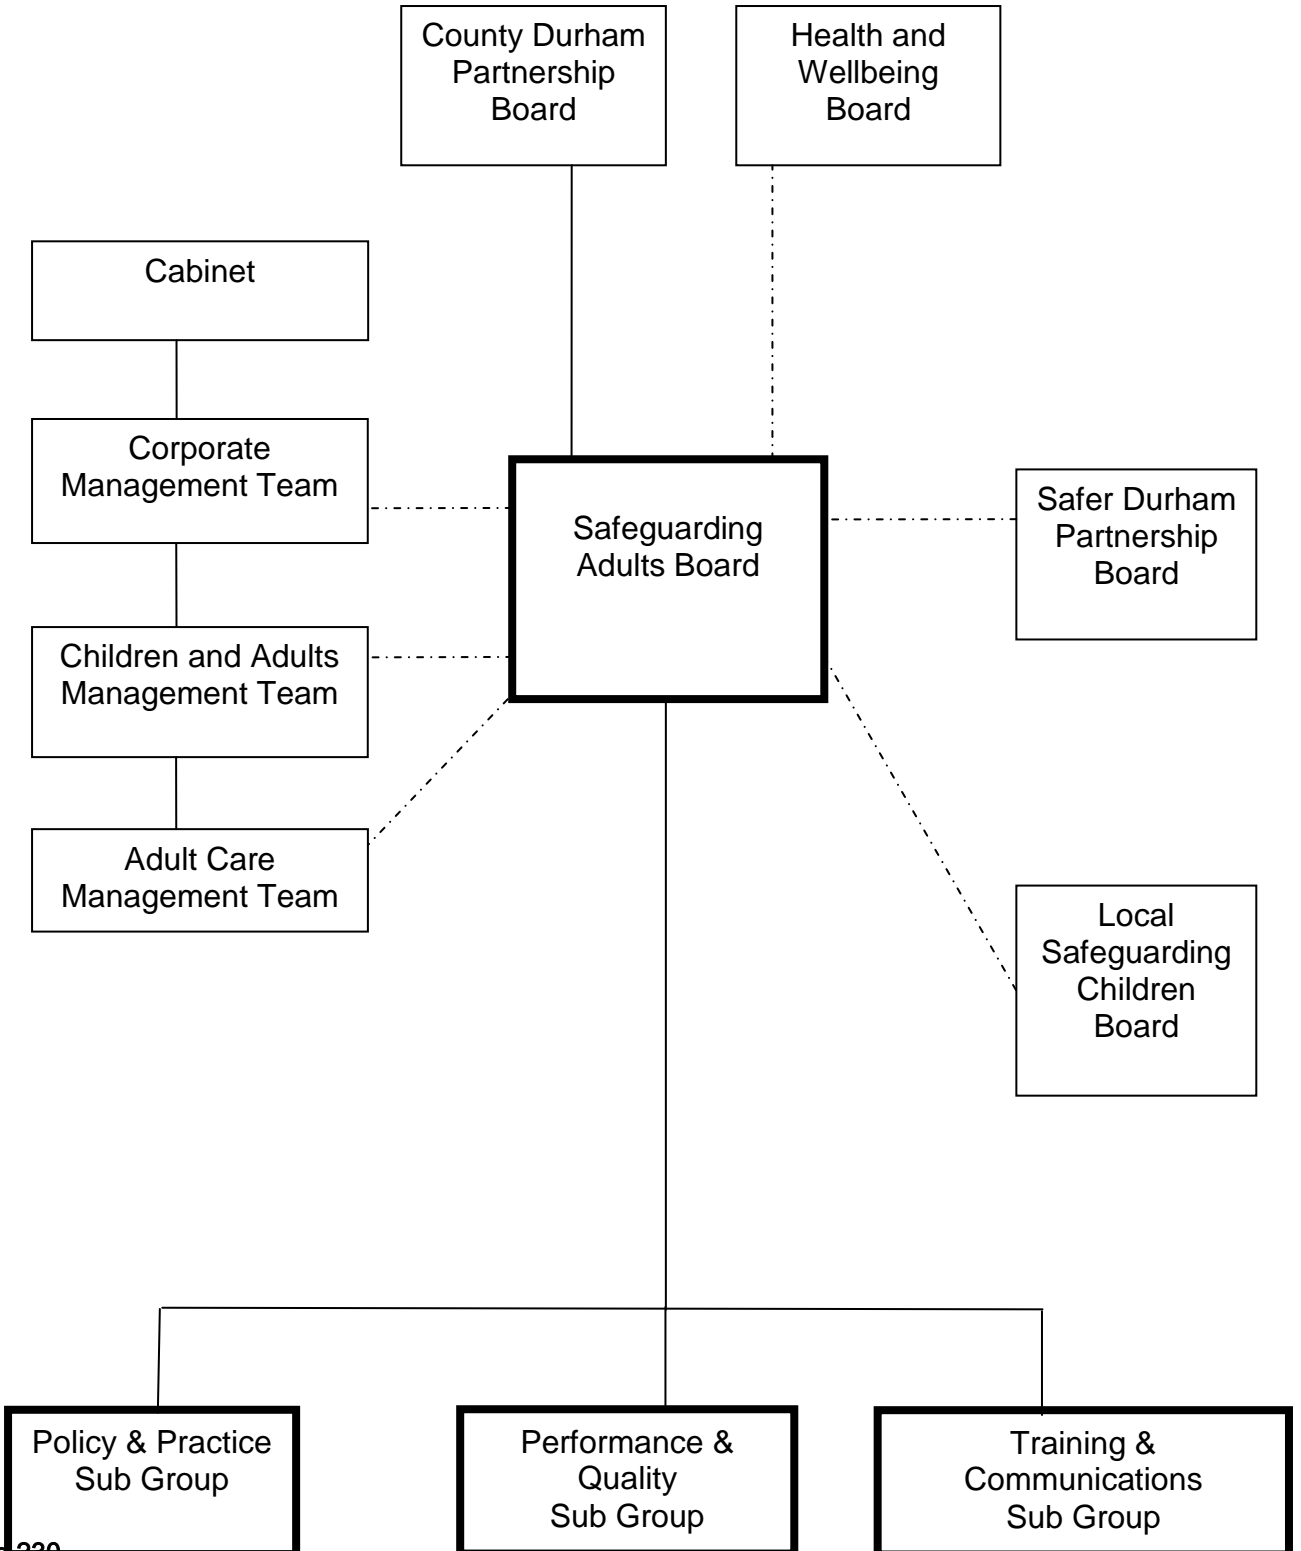 County Durham
Partnership
Board
Health and
Wellbeing
Board
Cabinet
Corporate
Management Team
Safeguarding
Adults Board
Safer Durham
Partnership
Board
Children and Adults
Management Team
Adult Care
Management Team
Local
Safeguarding
Children
Board
Policy & Practice
Sub Group
Performance &
Quality
Sub Group
Training &
Communications
Sub Group
230